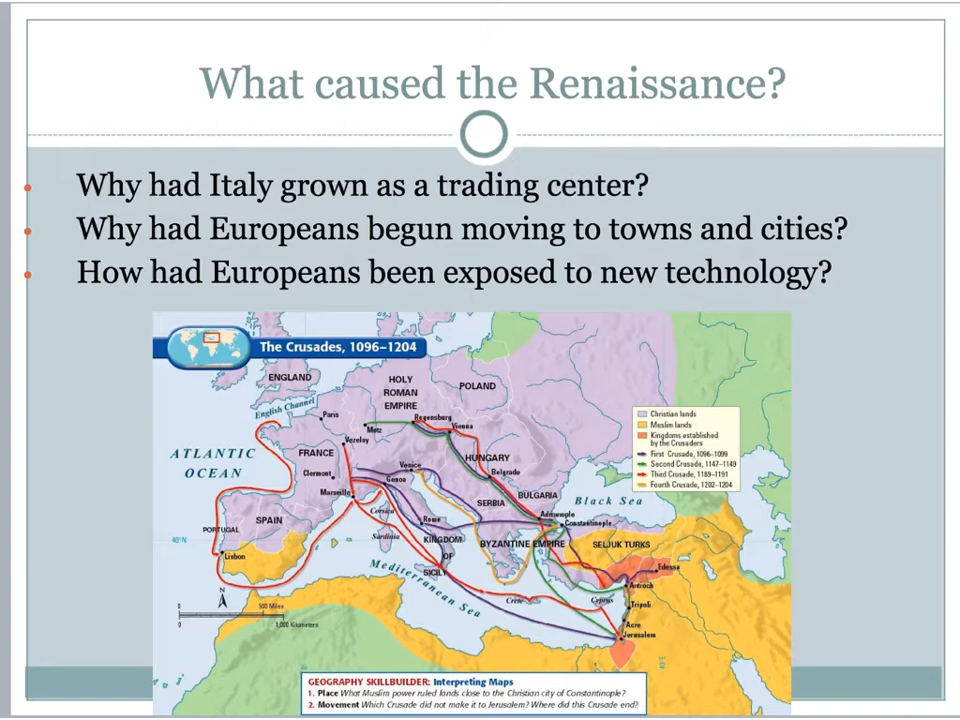 What caused the Renaissance?
Why had Italy grown as a trading center?
Why had Europeans begun moving to towns and cities?
How had Europeans been exposed to new technology?
The Crusades, 1096–1204
ENGLAND
HOLY
ROMAN
EMPIRE
POLAND
English Channel
Paris
Regensburg
Metz
Vienna
Vezelay
ATLANTIC
OCEAN
FRANCE
HUNGARY
Clermont
Venice
Genoa
Belgrade
Marseille
SERBIA
BULGARIA
Black Sea
Corsica
PORTUGAL
SPAIN
Rome
Adrianople
Constantinople
Sardinia
40°N
KINGDOM
OF
SICILY
BYZANTINE EMPIRE
SELJUK TURKS
Lisbon
Mediterranean Sea
Edessa
Antioch
Crete
Cyprus
Tripoli
Acre
Jerusalem
N
0 500 Miles
0 1,000 Kilometers
40°E
Christian lands
Muslim lands
Kingdoms established
by the Crusaders
First Crusade, 1096–1099
Second Crusade, 1147–1149
Third Crusade, 1189–1191
Fourth Crusade, 1202–1204
GEOGRAPHY SKILLBUILDER: Interpreting Maps
1. Place What Muslim power ruled lands close to the Christian city of Constantinople?
2. Movement Which Crusade did not make it to Jerusalem? Where did this Crusade end?